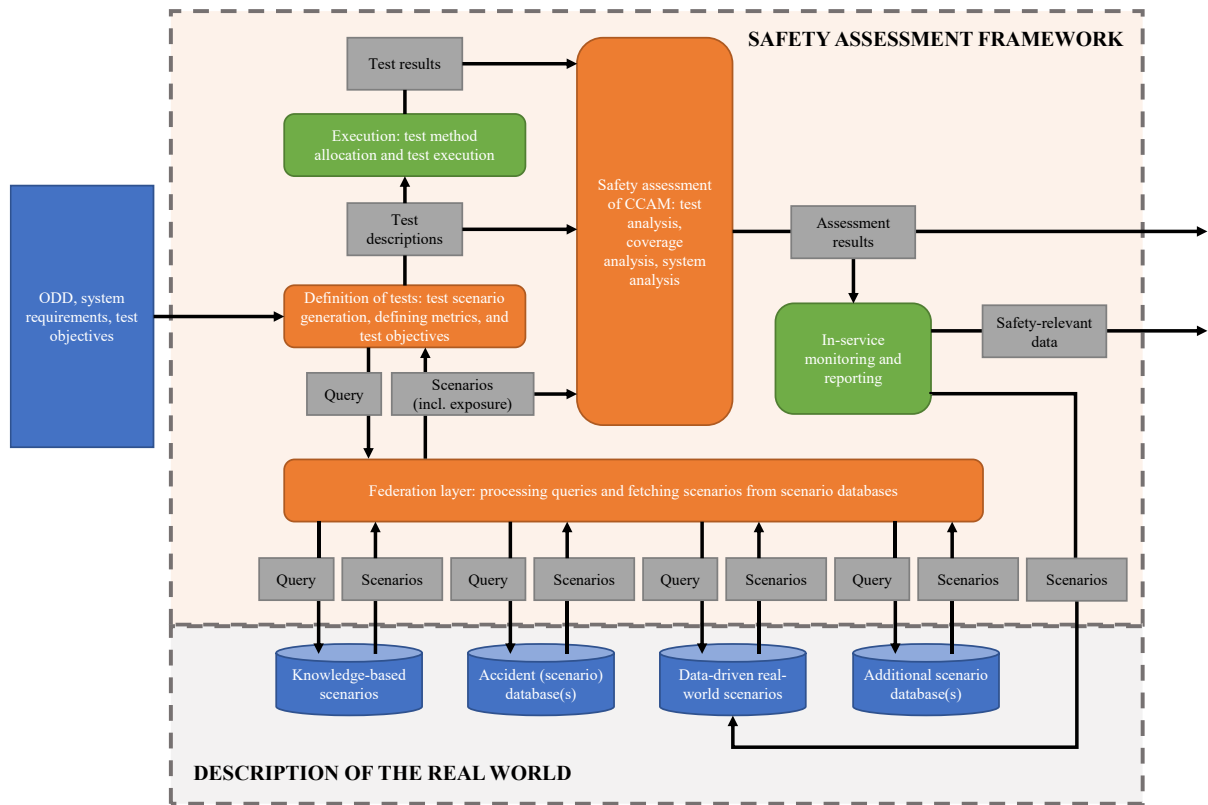 SAFETY ASSESSMENT FRAMEWORK
Test results
Execution: test method
allocation and test execution
Test
descriptions
Safety assessment
of CCAM: test
analysis,
coverage
analysis, system
analysis
Assessment
results
ODD, system
requirements, test
objectives
Definition of tests: test scenario
generation, defining metrics, and
test objectives
In-service
monitoring and
reporting
Safety-relevant
data
Query
Scenarios
(incl. exposure)
Federation layer: processing queries and fetching scenarios from scenario databases
Query
Scenarios
Query
Scenarios
Query
Scenarios
Query
Scenarios
Scenarios
Knowledge-based
scenarios
Accident (scenario)
database(s)
Data-driven real-
world scenarios
Additional scenario
database(s)
DESCRIPTION OF THE REAL WORLD